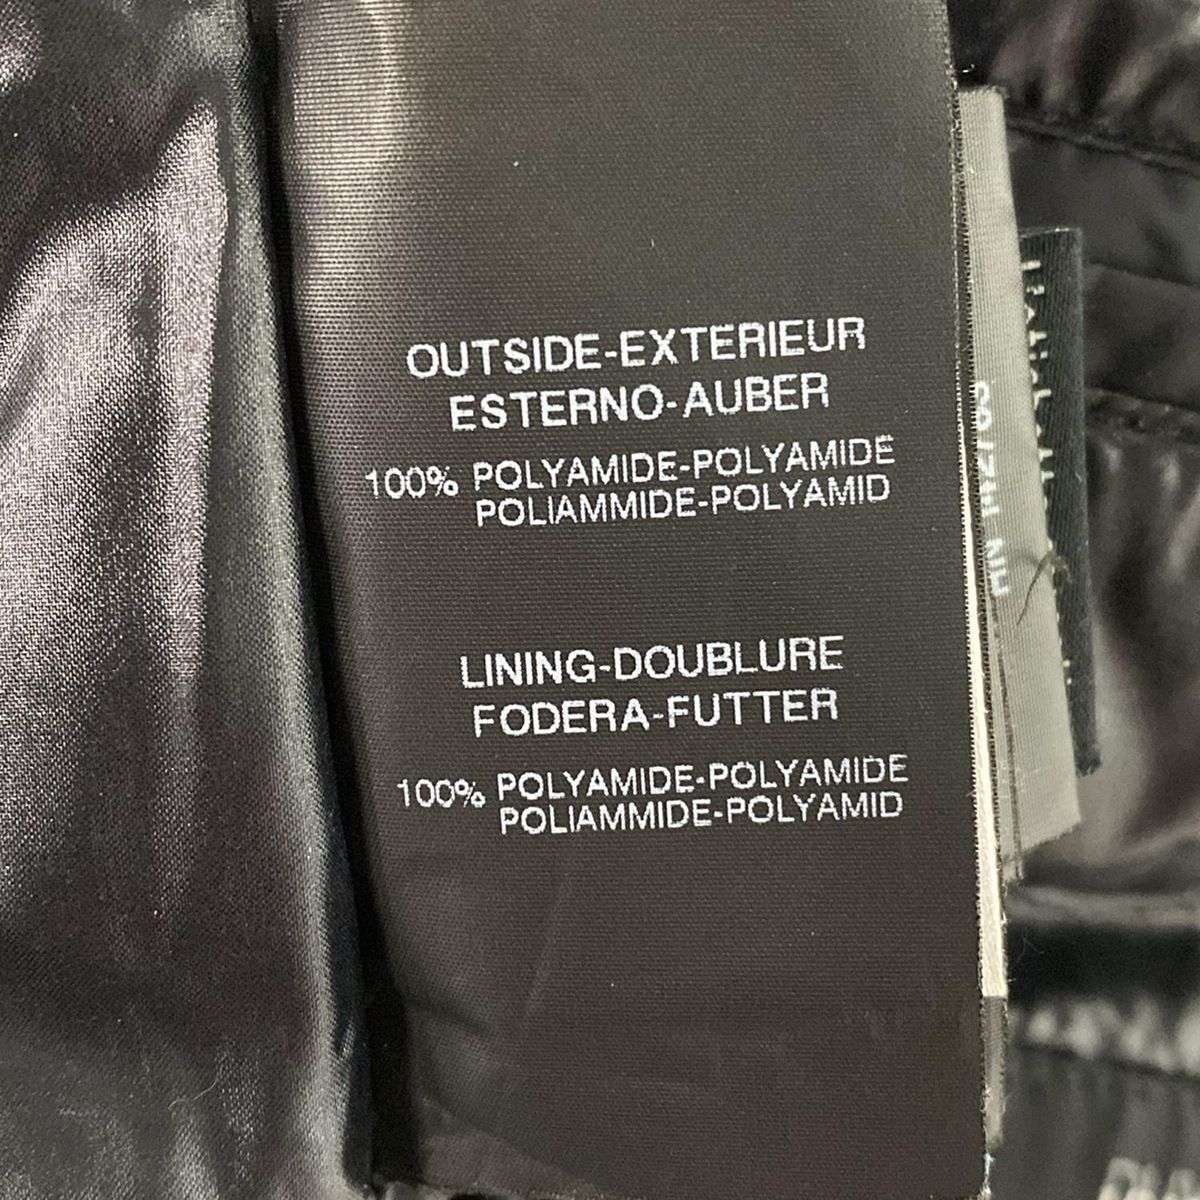 OUTSIDE-EXTERIEUR
ESTERNO-AUBER
100% POLYAMIDE-POLYAMIDE
POLIAMMIDE-POLYAMID
LINING-DOUBLURE
FODERA-FUTTER
100% POLYAMIDE-POLYAMIDE
POLIAMMIDE-POLYAMID